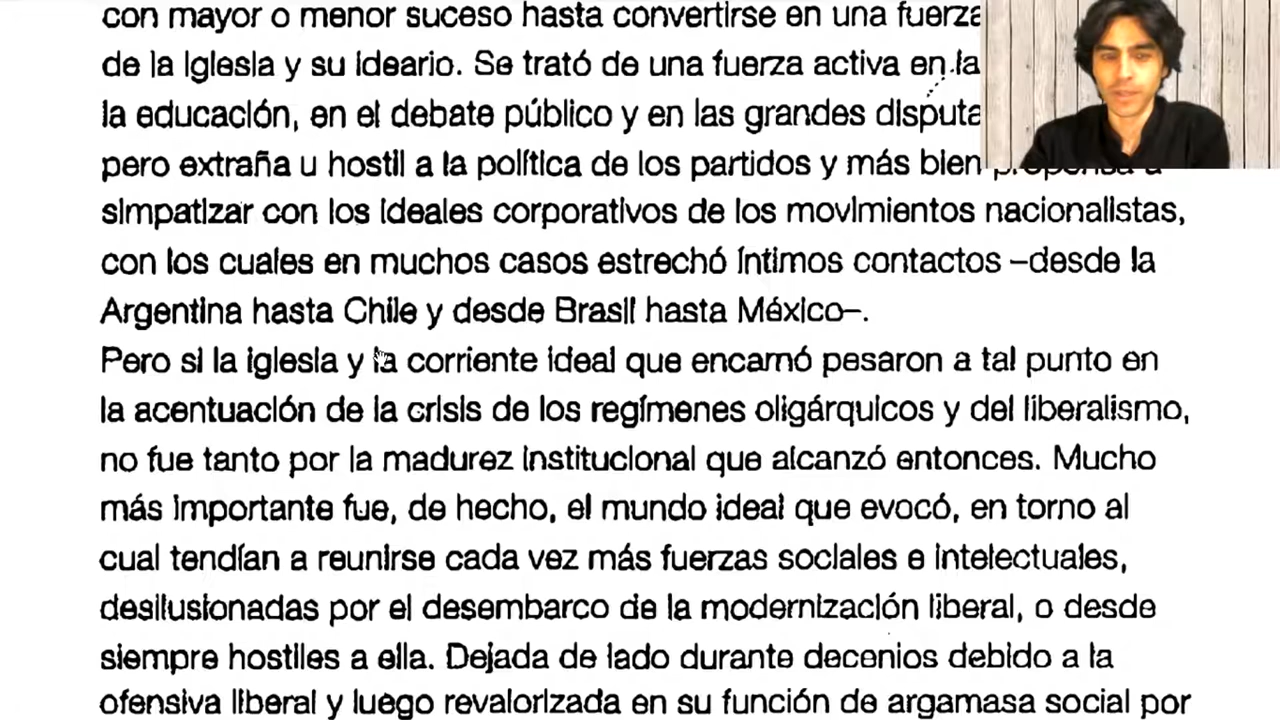 con mayor o menor suceso hasta convertirse en una fuerza
de la Iglesia y su ideario. Se trató de una fuerza activa en la
la educación, en el debate público y en las grandes disputa
pero extraña u hostil a la política de los partidos y más bien propensa a
simpatizar con los ideales corporativos de los movimientos nacionalistas,
con los cuales en muchos casos estrechó íntimos contactos –desde la
Argentina hasta Chile y desde Brasil hasta México–.
Pero si la iglesia y la corriente ideal que encarnó pesaron a tal punto en
la acentuación de la crisis de los regímenes oligárquicos y del liberalismo,
no fue tanto por la madurez institucional que alcanzó entonces. Mucho
más importante fue, de hecho, el mundo ideal que evocó, en torno al
cual tendían a reunirse cada vez más fuerzas sociales e intelectuales,
desilusionadas por el desembarco de la modernización liberal, o desde
siempre hostiles a ella. Dejada de lado durante decenios debido a la
ofensiva liberal y luego revalorizada en su función de argamasa social por